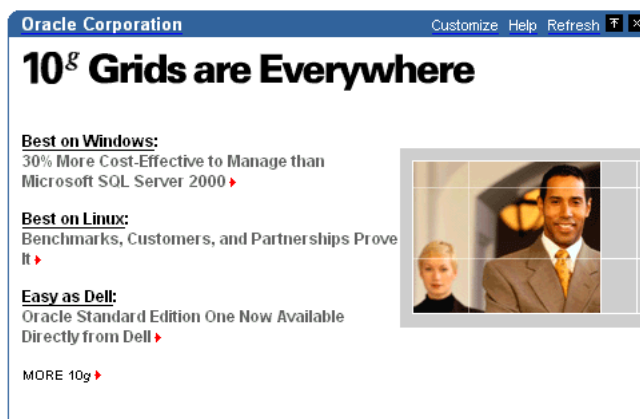 Oracle Corporation Customize Help Refresh
10g Grids are Everywhere
Best on Windows:
30% More Cost-Effective to Manage than
Microsoft SQL Server 2000
Best on Linux:
Benchmarks, Customers, and Partnerships Prove
It
Easy as Dell:
Oracle Standard Edition One Now Available
Directly from Dell
MORE 10g